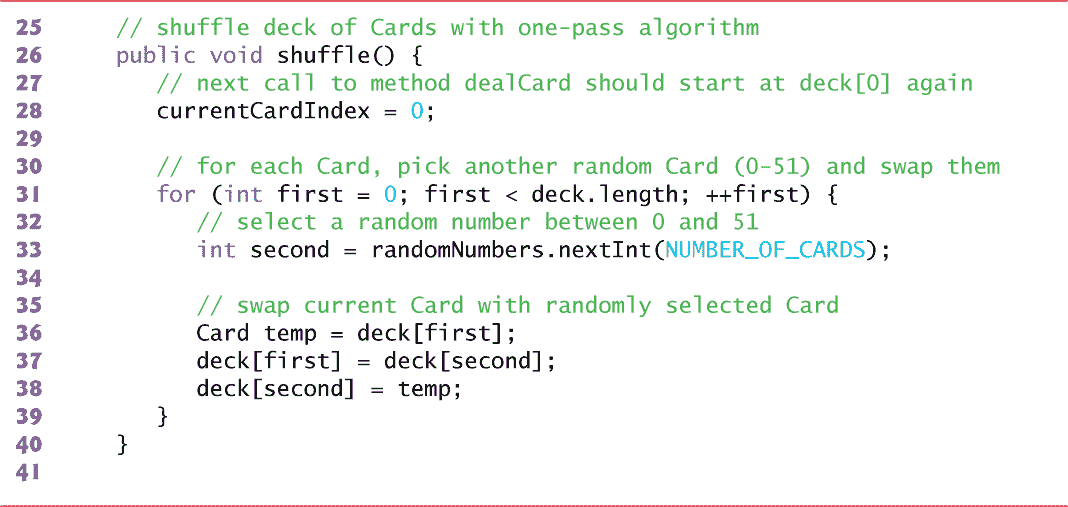 25 // shuffle deck of Cards with one-pass algorithm
26 public void shuffle() {
27 // next call to method dealCard should start at deck[0] again
28 currentCardIndex = 0;
29
30 // for each Card, pick another random Card (0-51) and swap them
31 for (int first = 0; first < deck.length; ++first) {
32 // select a random number between 0 and 51
33 int second = randomNumbers.nextInt(NUMBER_OF_CARDS);
34
35 // swap current Card with randomly selected Card
36 Card temp = deck[first];
37 deck[first] = deck[second];
38 deck[second] = temp;
39 }
40 }
41